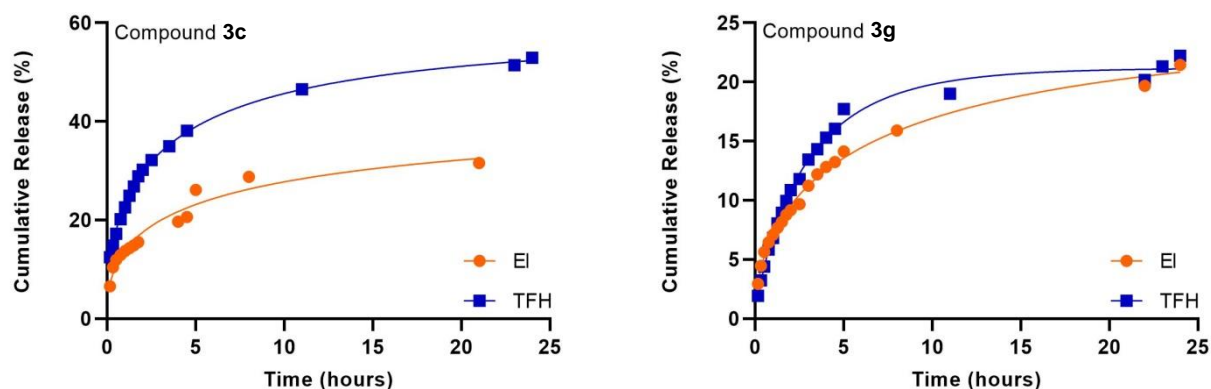 Compound 3c
Cumulative Release (%)
60
40
20
0
0 5 10 15 20 25
Time (hours)
EI
TFH
Compound 3g
Cumulative Release (%)
25
20
15
10
5
0
0 5 10 15 20 25
Time (hours)
EI
TFH